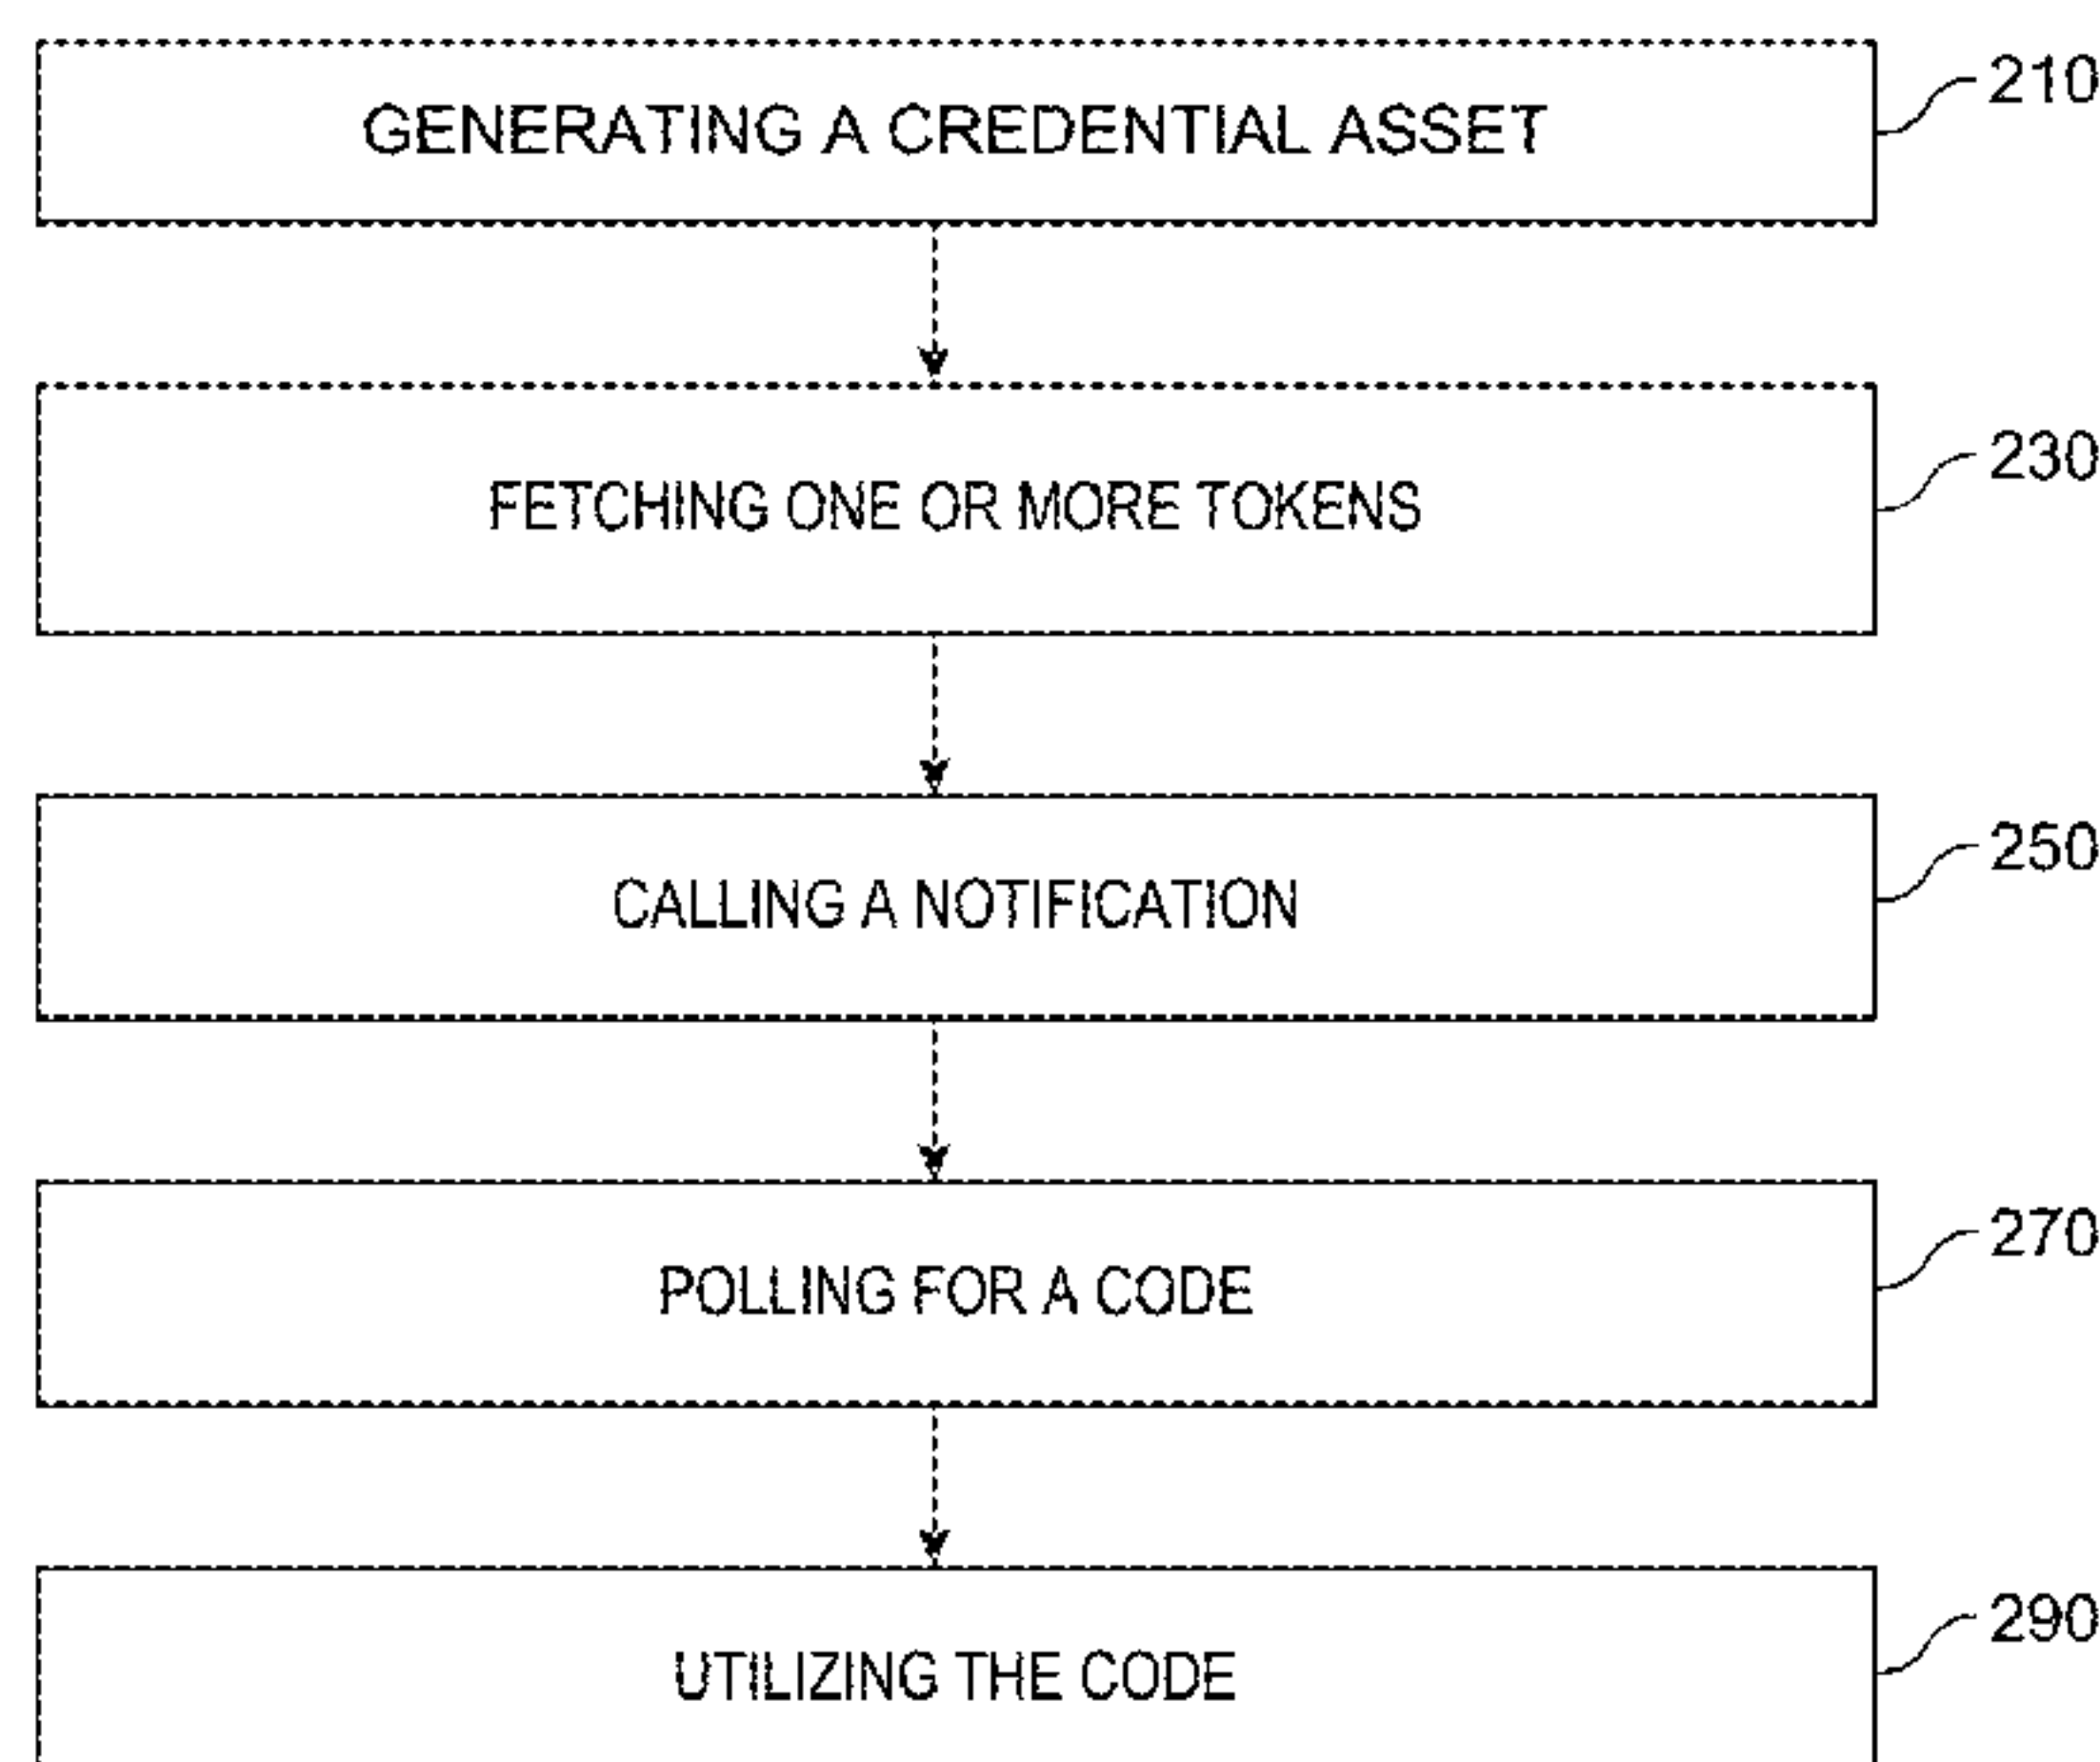 GENERATING A CREDENTIAL ASSET
210
FETCHING ONE OR MORE TOKENS
230
CALLING A NOTIFICATION
250
POLLING FOR A CODE
270
UTILIZING THE CODE
290